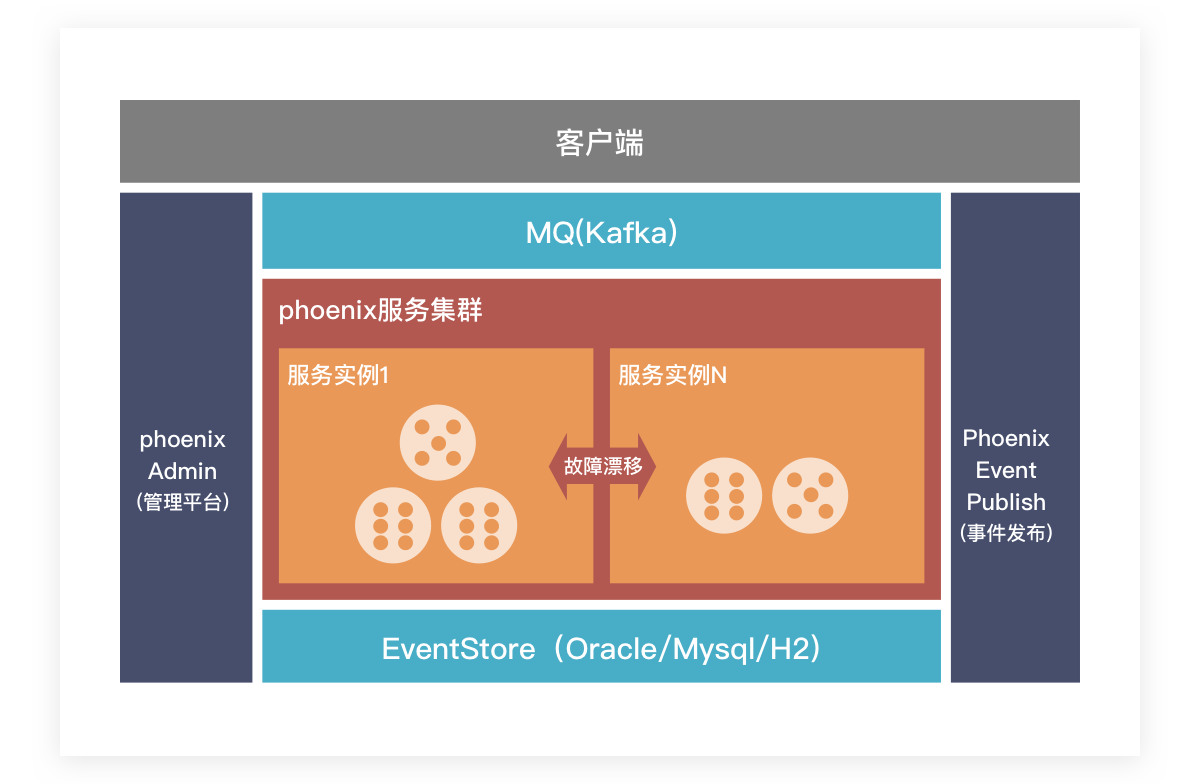 客户端
MQ(Kafka)
phoenix服务集群
服务实例1
服务实例N
故障漂移
phoenix
Admin
(管理平台)
Phoenix
Event
Publish
(事件发布)
EventStore（Oracle/Mysql/H2）